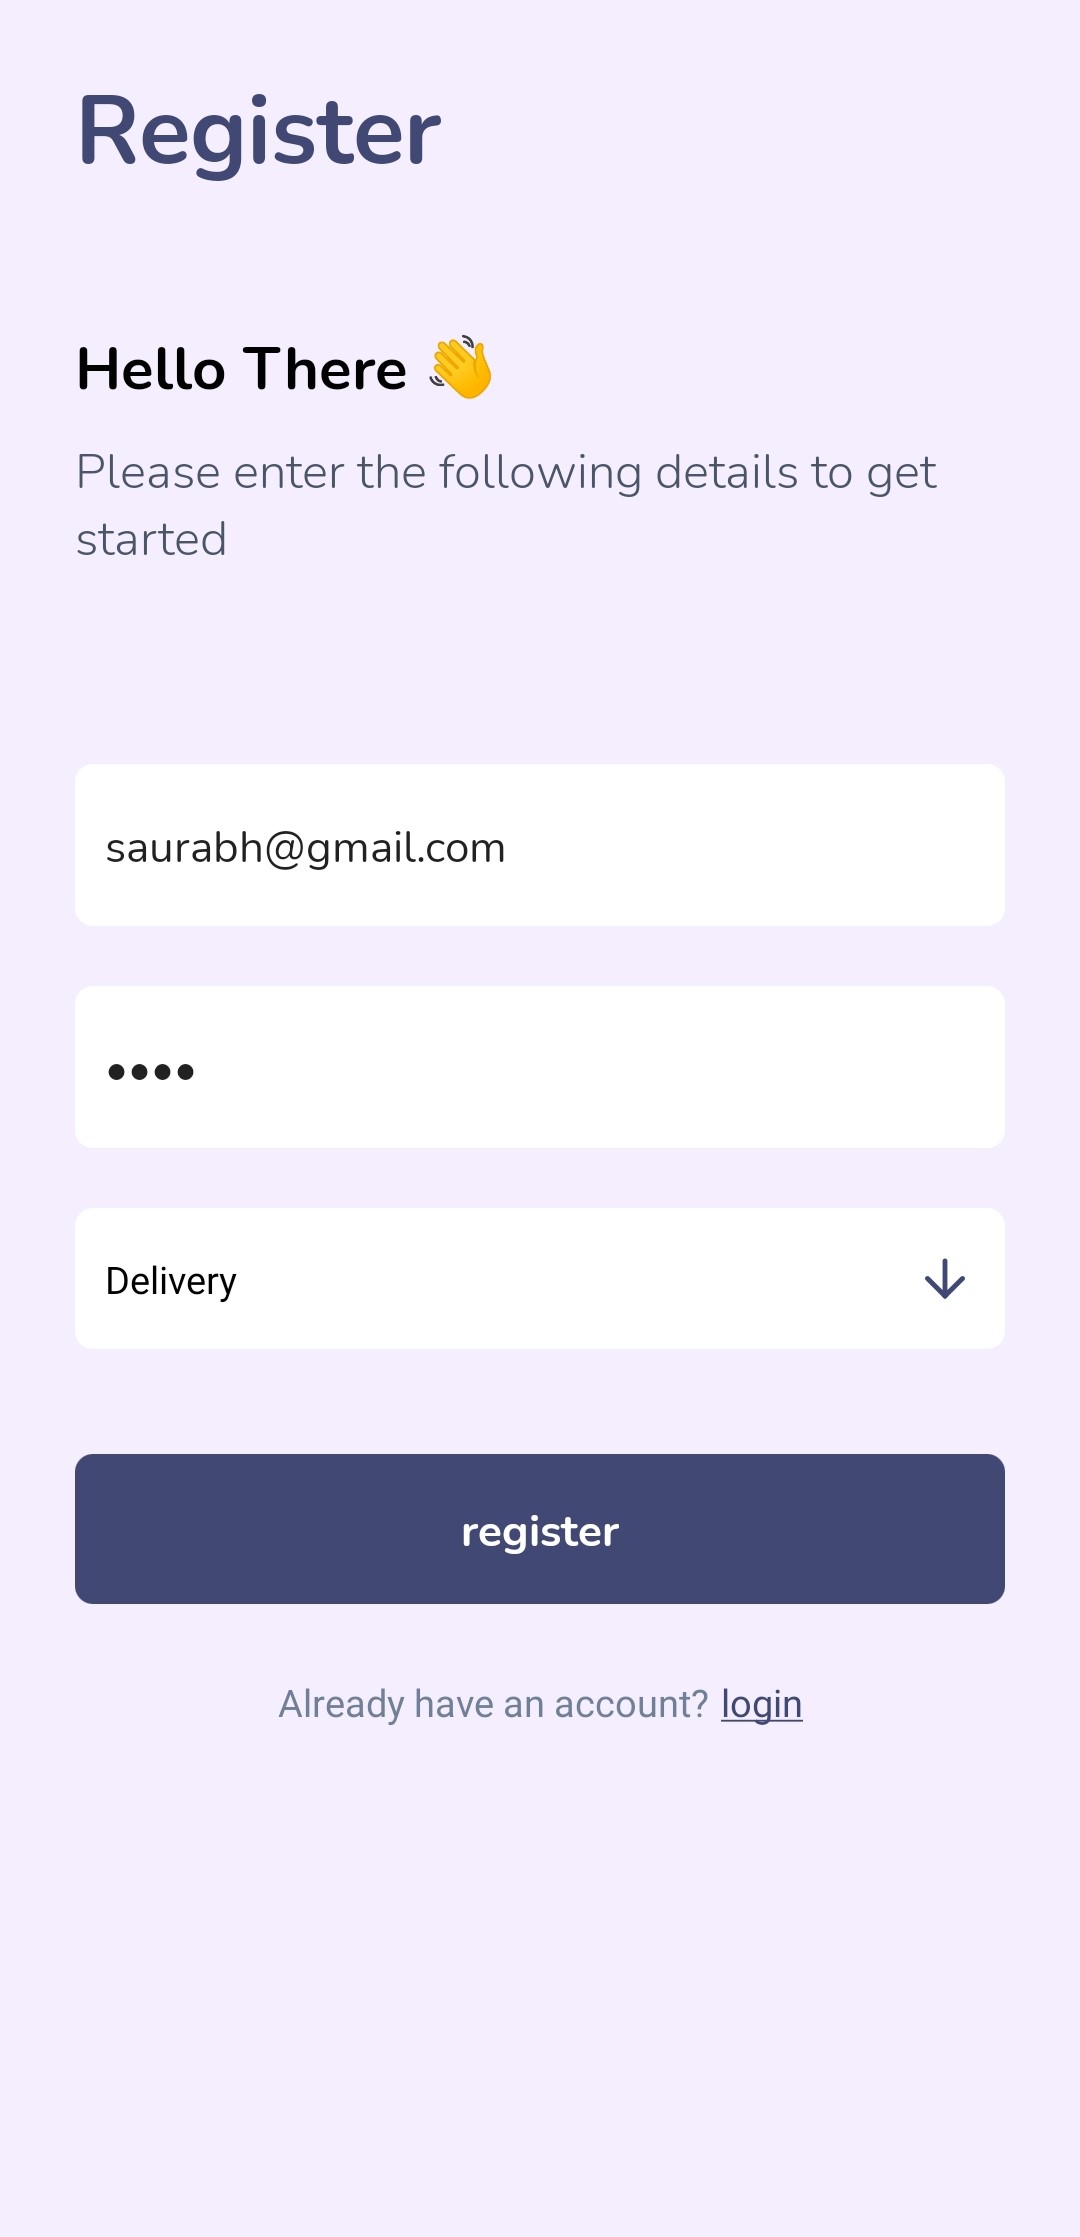 Register
Hello There 👋
Please enter the following details to get
started
saurabh@gmail.com
••••
Delivery
register
Already have an account? login